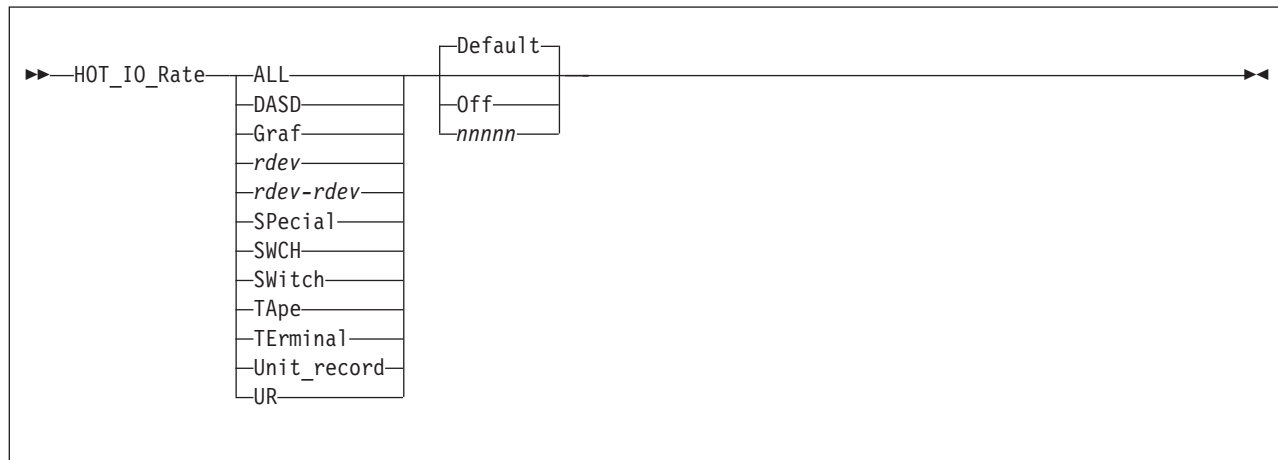 Default
HOT_IO_Rate ALL
DASD Off
Graf nnnnn
rdev
rdev-rdev
SPecial
SWCH
SWitch
TApe
TErminal
Unit_record
UR